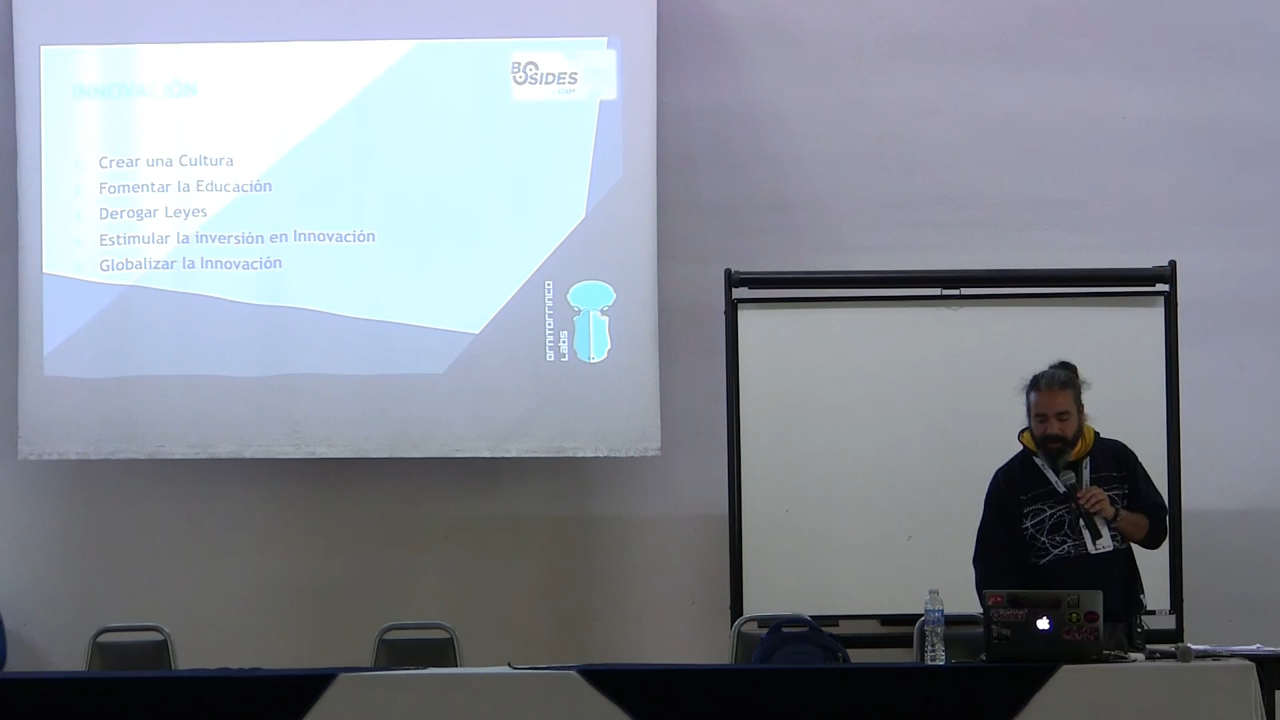 INNOVACIÓN
BSIDES
Crear una Cultura
Fomentar la Educación
Derogar Leyes
Estimular la inversión en Innovación
Globalizar la Innovación
ORNITORRINCO
LABS